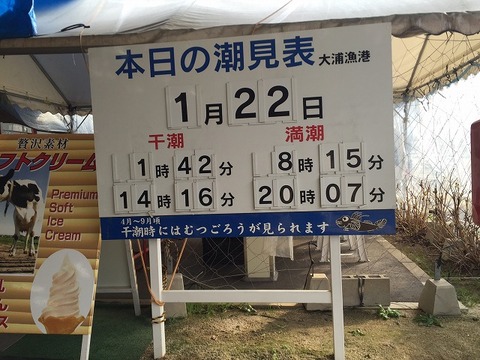 本日の潮見表 大浦漁港
1月22日
干潮 満潮
1時42分 8時15分
14時16分 20時07分
4月〜9月頃
干潮時にはむつごろうが見られます
贅沢素材
フトクリーム
Premium
Soft
Ice
Cream